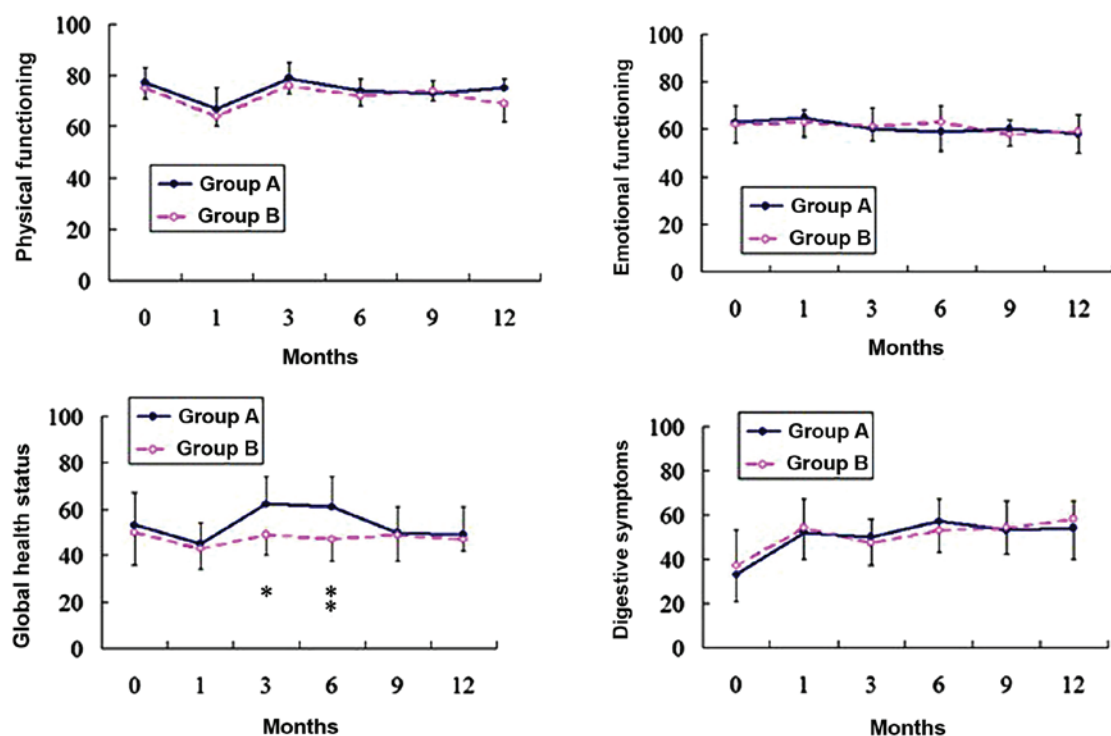 Physical functioning
100
80
60
40
20
0
Group A
Group B
0 1 3 6 9 12
Months
Emotional functioning
100
80
60
40
20
0
Group A
Group B
0 1 3 6 9 12
Months
Global health status
100
80
60
40
20
0
Group A
Group B
*
*
*
0 1 3 6 9 12
Months
Digestive symptoms
100
80
60
40
20
0
Group A
Group B
0 1 3 6 9 12
Months